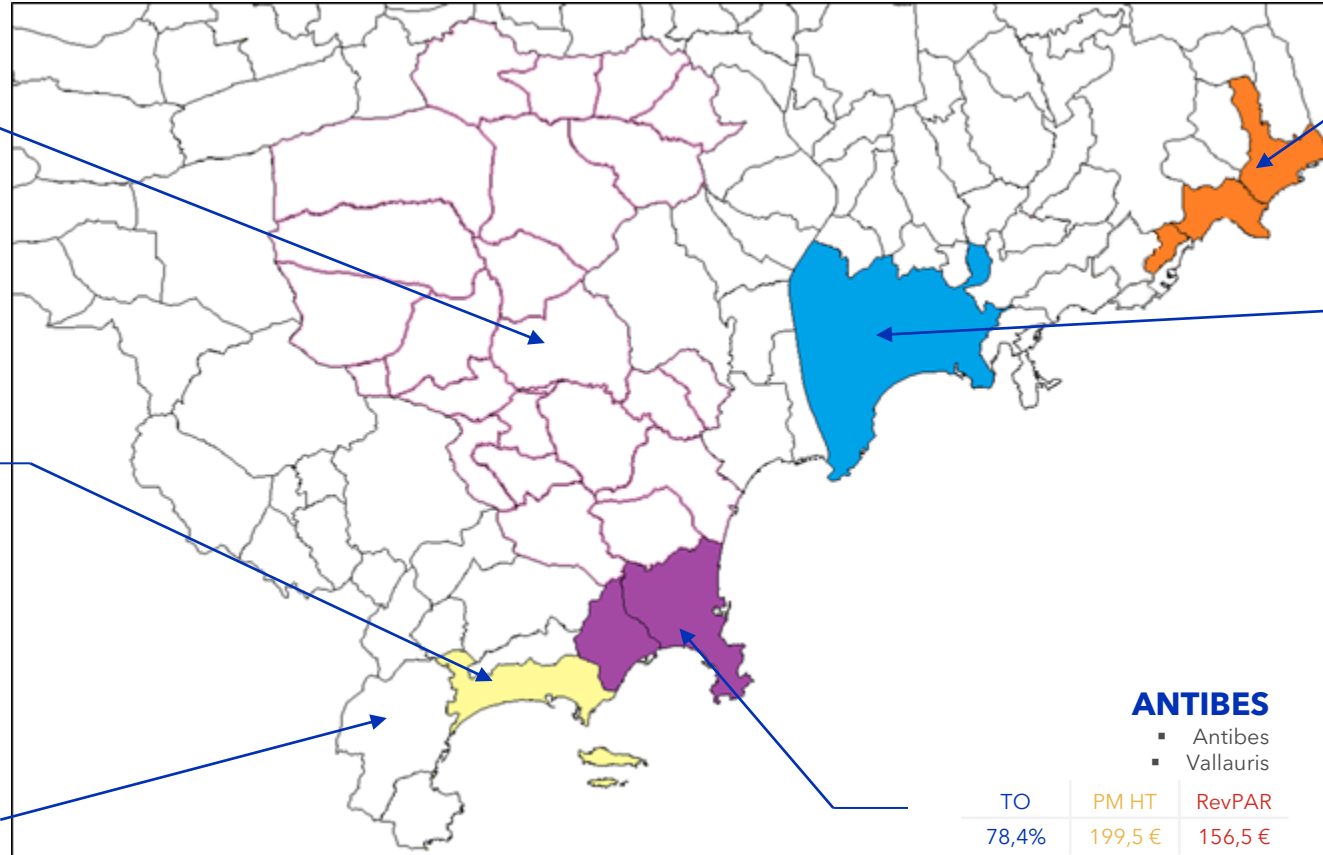 ANTIBES
▪ Antibes
▪ Vallauris
TO PM HT RevPAR
78,4% 199,5 € 156,5 €